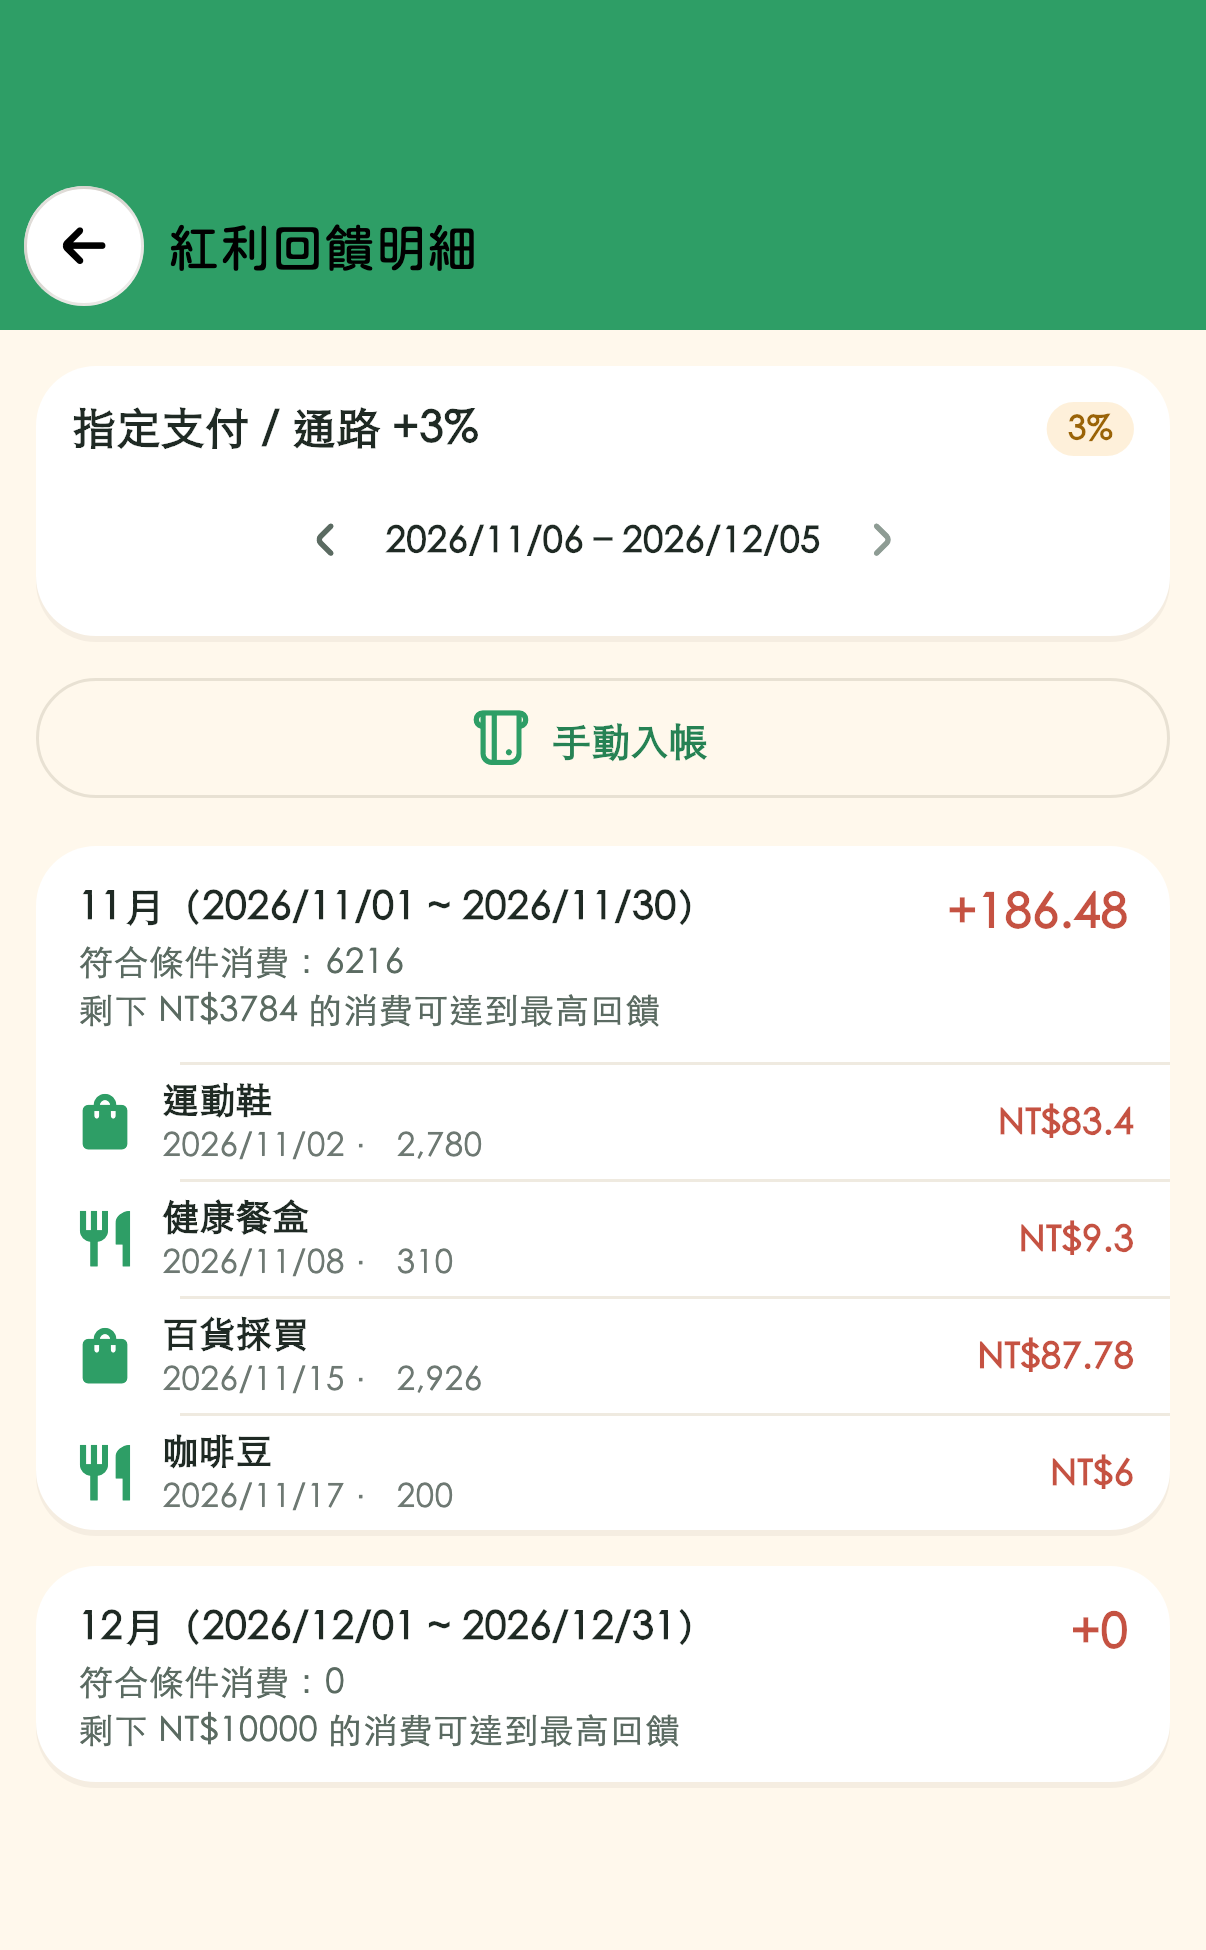 紅利回饋明細
指定支付 / 通路 +3%
3%
2026/11/06 – 2026/12/05
手動入帳
11月（2026/11/01 ~ 2026/11/30）
+186.48
符合條件消費：6216
剩下 NT$3784 的消費可達到最高回饋
運動鞋
2026/11/02 · 2,780
NT$83.4
健康餐盒
2026/11/08 · 310
NT$9.3
百貨採買
2026/11/15 · 2,926
NT$87.78
咖啡豆
2026/11/17 · 200
NT$6
12月（2026/12/01 ~ 2026/12/31）
+0
符合條件消費：0
剩下 NT$10000 的消費可達到最高回饋